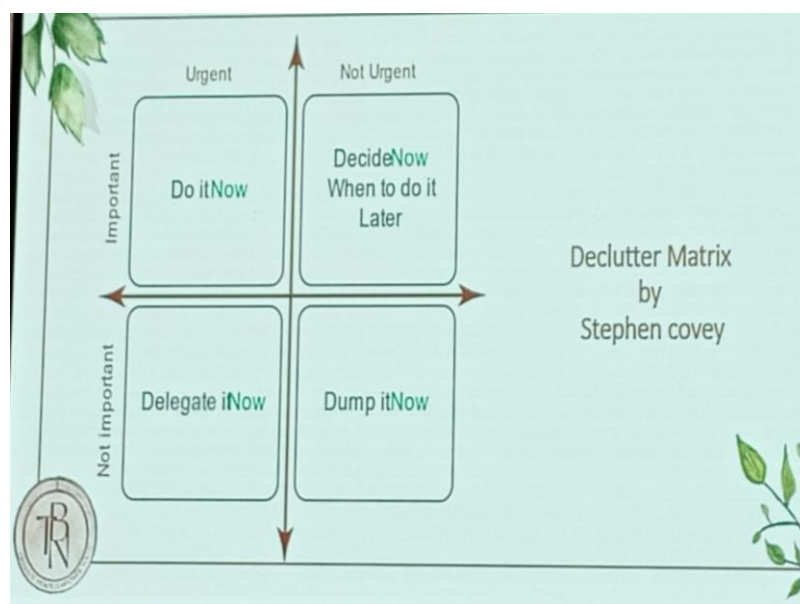 Urgent
Not Urgent
Important
Do itNow
DecideNow
When to do it
Later
Declutter Matrix
by
Stephen covey
Not important
Delegate itNow
Dump itNow
TBN